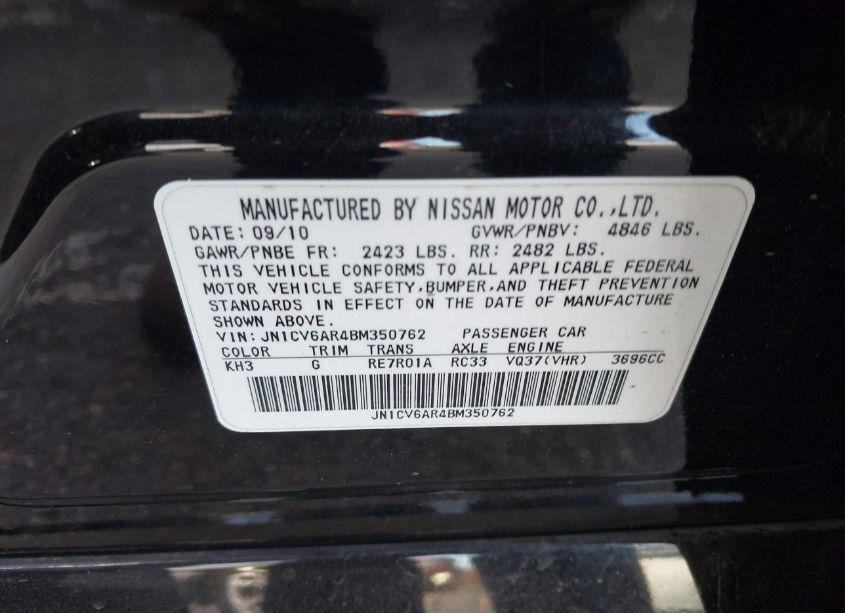 MANUFACTURED BY NISSAN MOTOR CO.,LTD.
DATE: 09/10 GVWR/PNBV: 4846 LBS.
GAWR/PNBE FR: 2423 LBS. RR: 2482 LBS.
THIS VEHICLE CONFORMS TO ALL APPLICABLE FEDERAL
MOTOR VEHICLE SAFETY,BUMPER,AND THEFT PREVENTION
STANDARDS IN EFFECT ON THE DATE OF MANUFACTURE
SHOWN ABOVE.
VIN: JN1CV6AR4BM350762 PASSENGER CAR
COLOR TRIM TRANS AXLE ENGINE
KH3 G RE7R01A RC33 VQ37(VHR) 3696CC
JN1CV6AR4BM350762